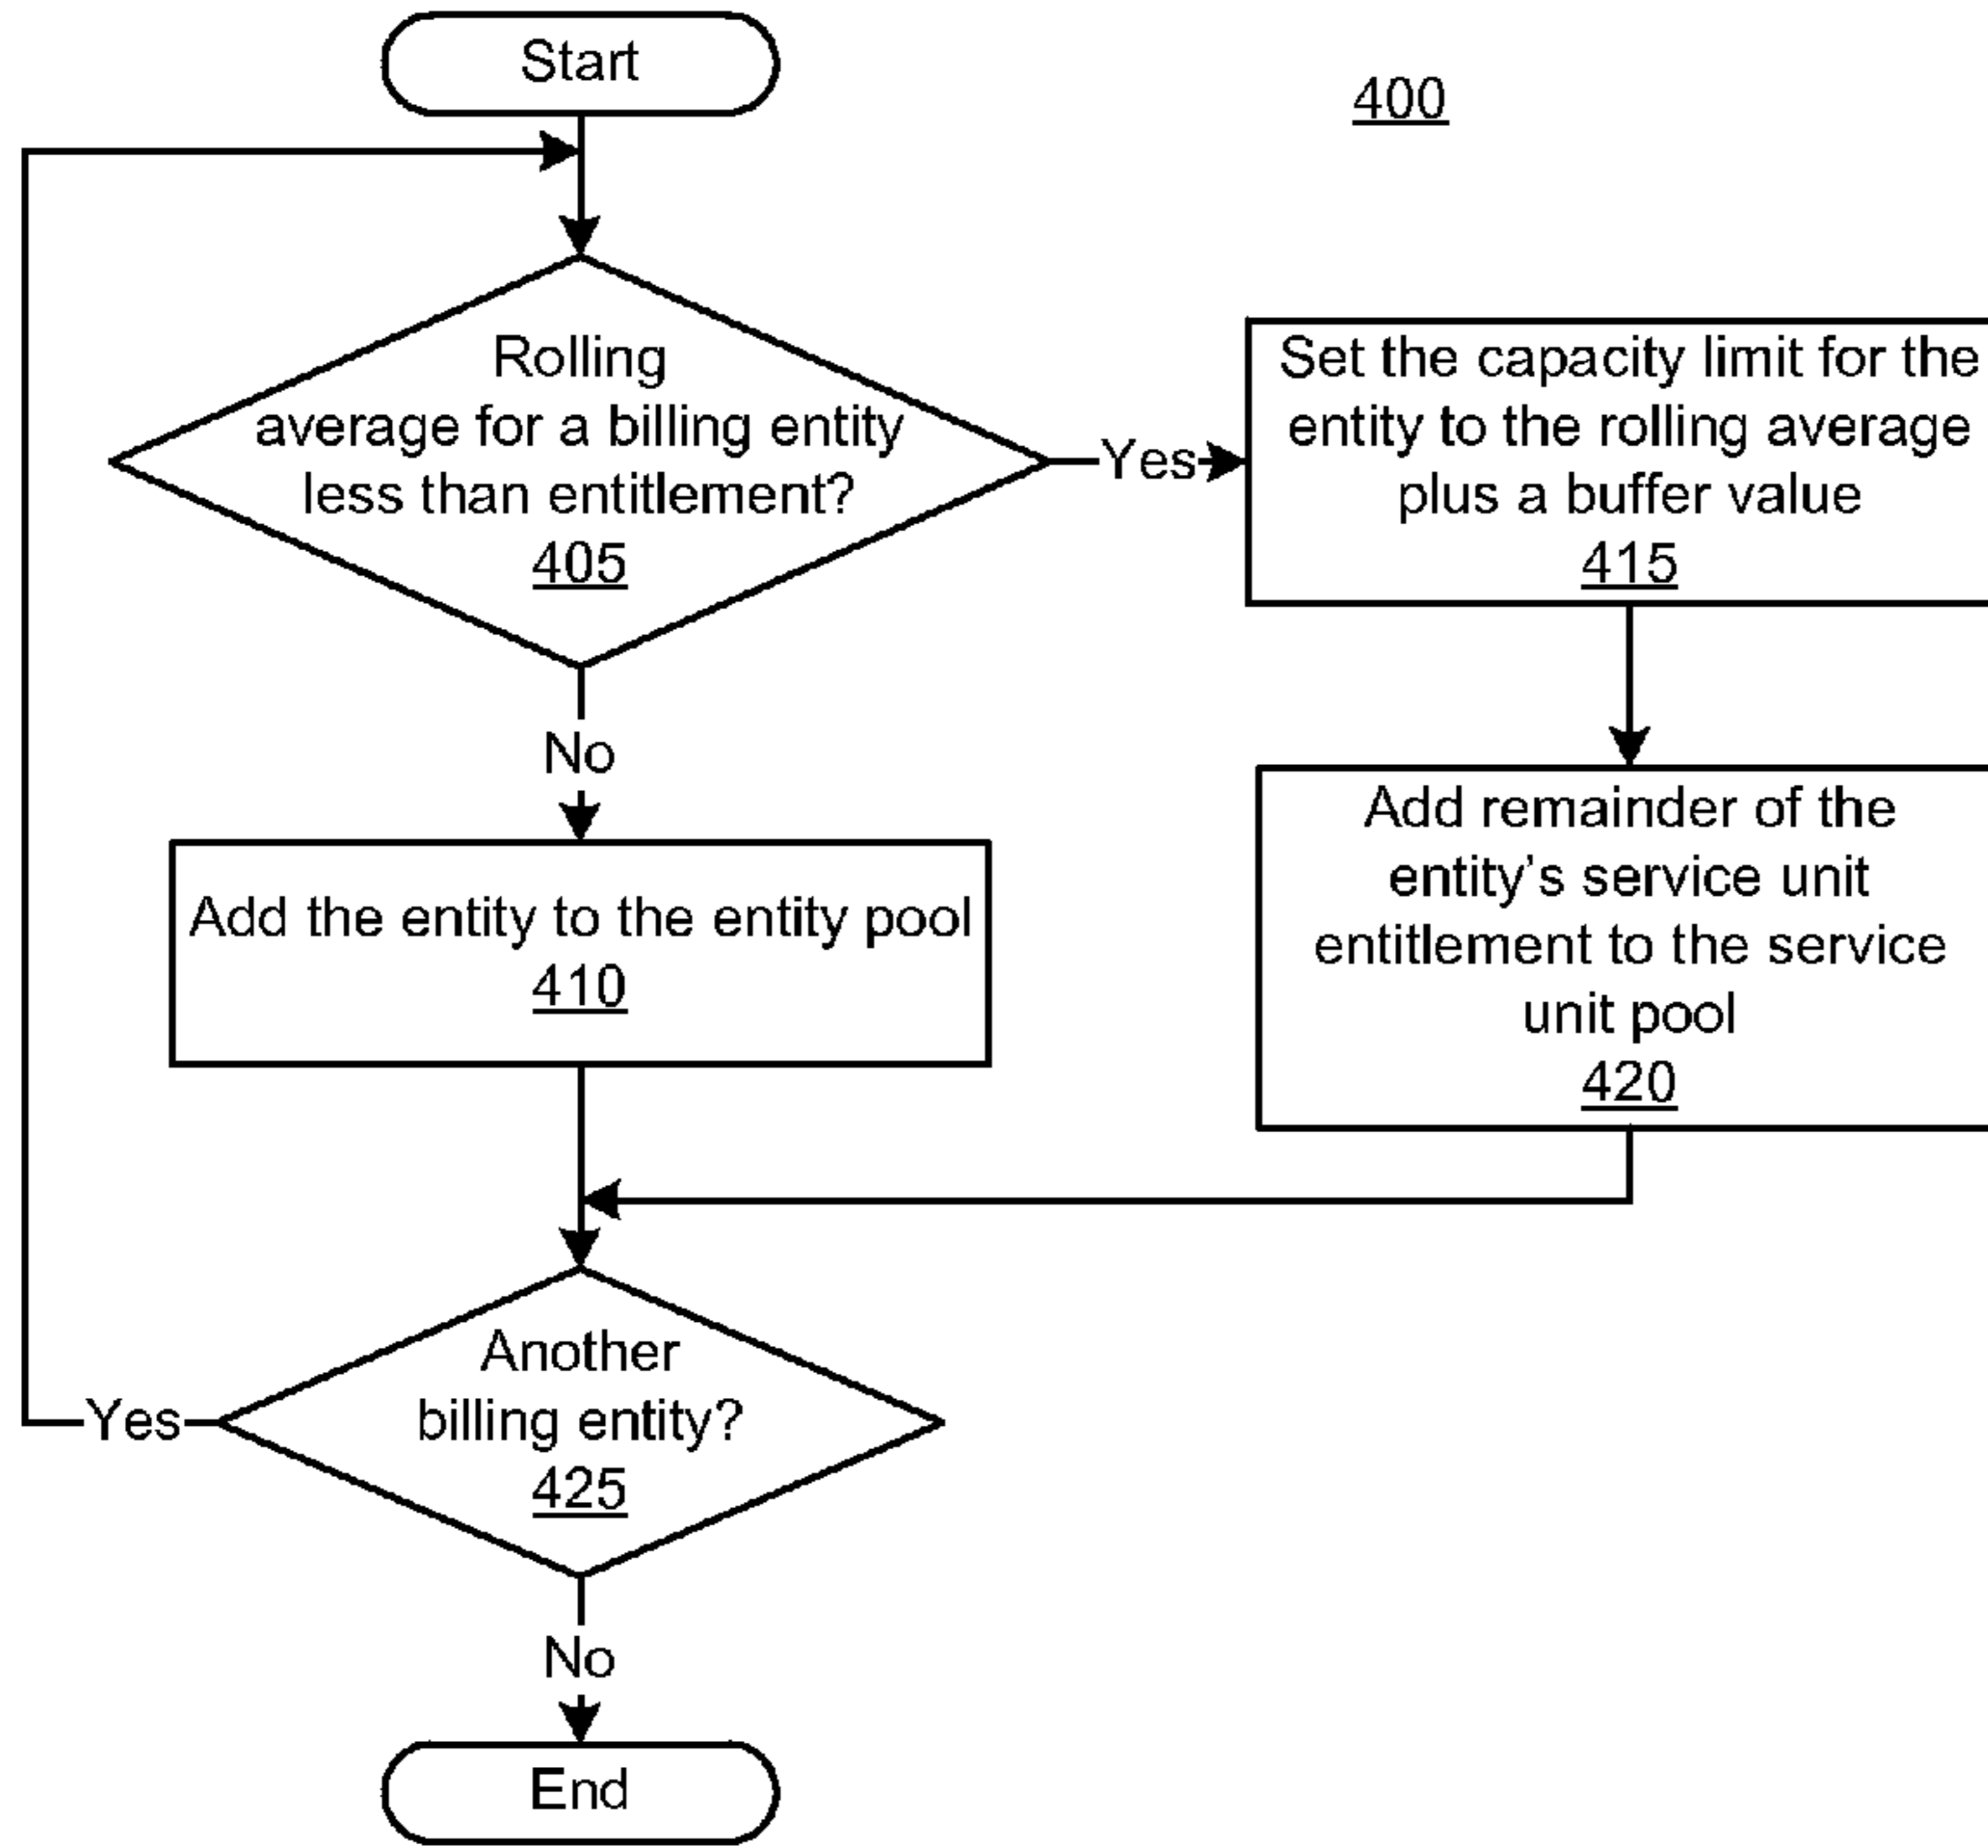 Start
400
Rolling
average for a billing entity
less than entitlement?
405
Yes
Set the capacity limit for the
entity to the rolling average
plus a buffer value
415
No
Add the entity to the entity pool
410
Add remainder of the
entity's service unit
entitlement to the service
unit pool
420
Another
billing entity?
425
Yes
No
End